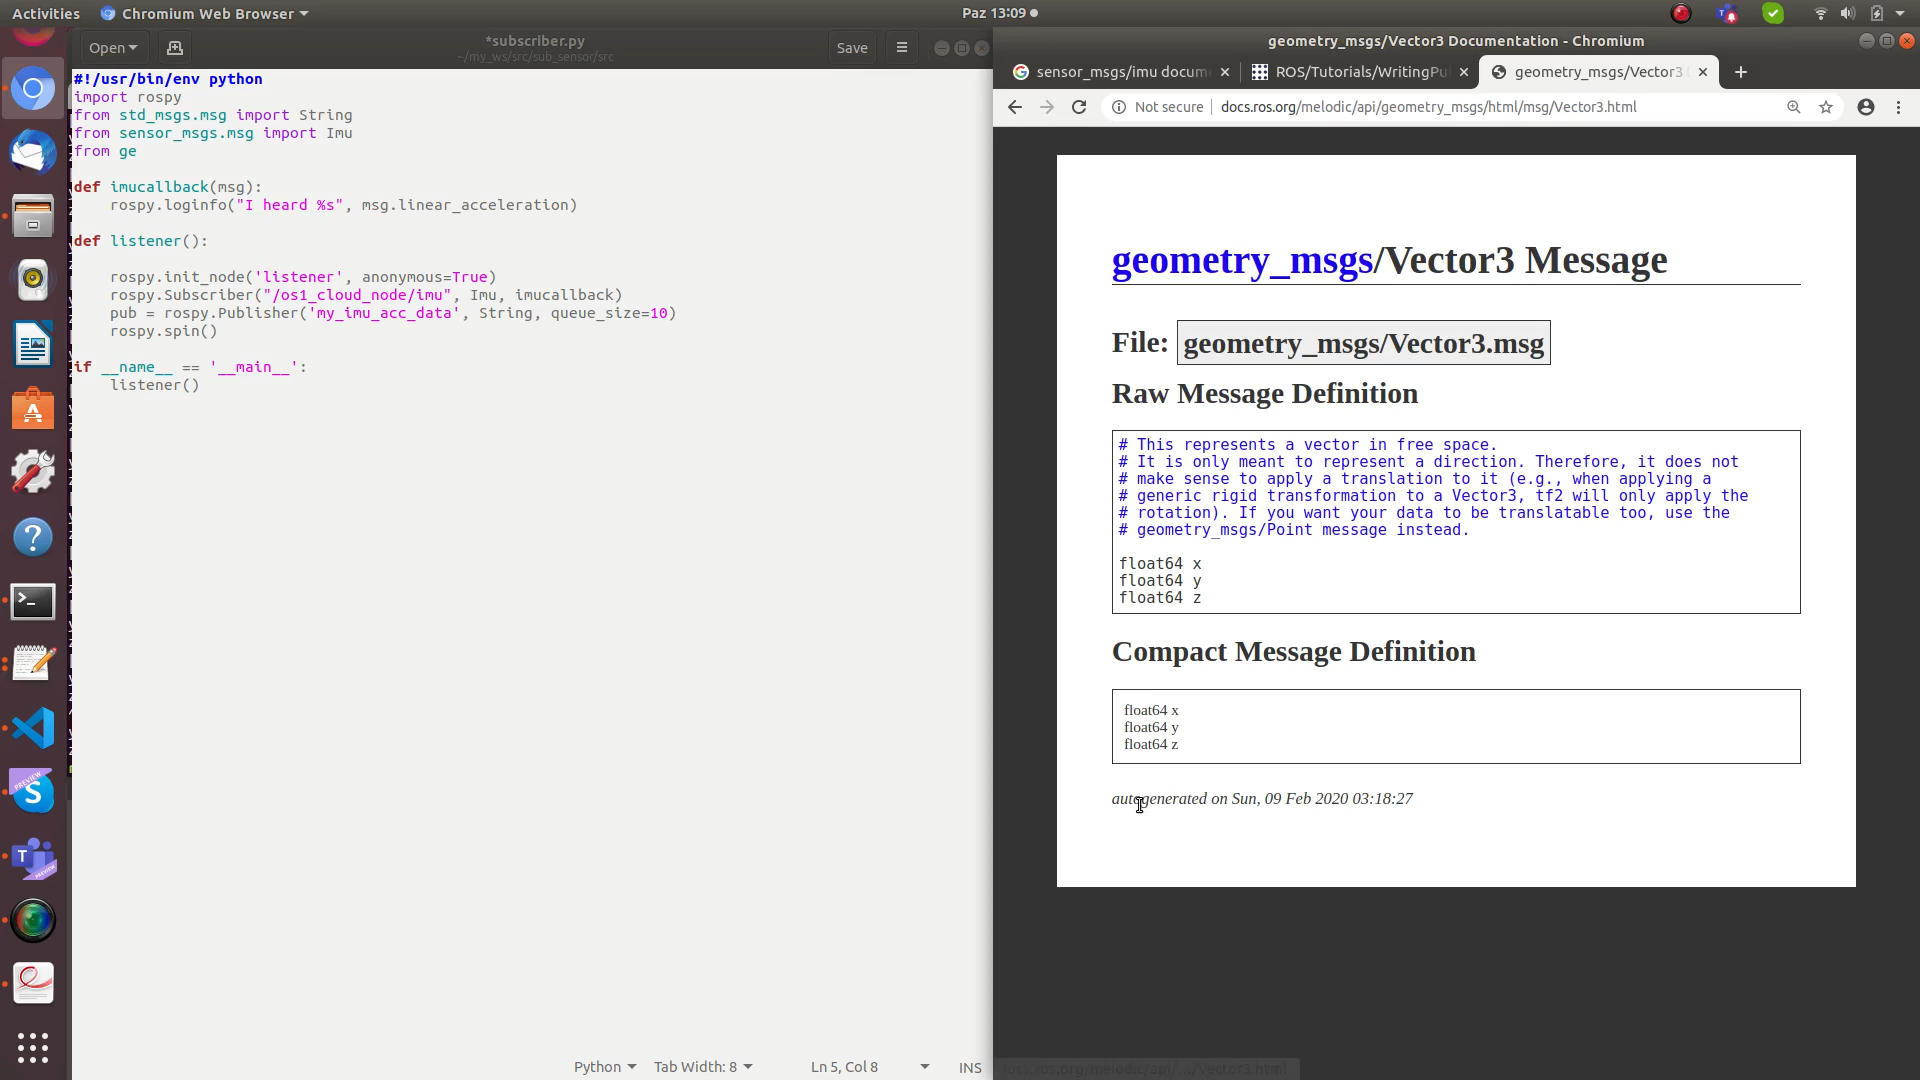 Activities
Chromium Web Browser
Paz 13:09
Open
*subscriber.py
~/my_ws/src/sub_sensor/src
Save
#!/usr/bin/env python
import rospy
from std_msgs.msg import String
from sensor_msgs.msg import Imu
from ge
def imucallback(msg):
rospy.loginfo("I heard %s", msg.linear_acceleration)
def listener():
rospy.init_node('listener', anonymous=True)
rospy.Subscriber("/os1_cloud_node/imu", Imu, imucallback)
pub = rospy.Publisher('my_imu_acc_data', String, queue_size=10)
rospy.spin()
if __name__ == '__main__':
listener()
Python
Tab Width: 8
Ln 5, Col 8
INS
geometry_msgs/Vector3 Documentation - Chromium
sensor_msgs/imu docum
ROS/Tutorials/WritingPu
geometry_msgs/Vector3
Not secure
docs.ros.org/melodic/api/geometry_msgs/html/msg/Vector3.html
geometry_msgs/Vector3 Message
File: geometry_msgs/Vector3.msg
Raw Message Definition
# This represents a vector in free space.
# It is only meant to represent a direction. Therefore, it does not
# make sense to apply a translation to it (e.g., when applying a
# generic rigid transformation to a Vector3, tf2 will only apply the
# rotation). If you want your data to be translatable too, use the
# geometry_msgs/Point message instead.
float64 x
float64 y
float64 z
Compact Message Definition
float64 x
float64 y
float64 z
autogenerated on Sun, 09 Feb 2020 03:18:27